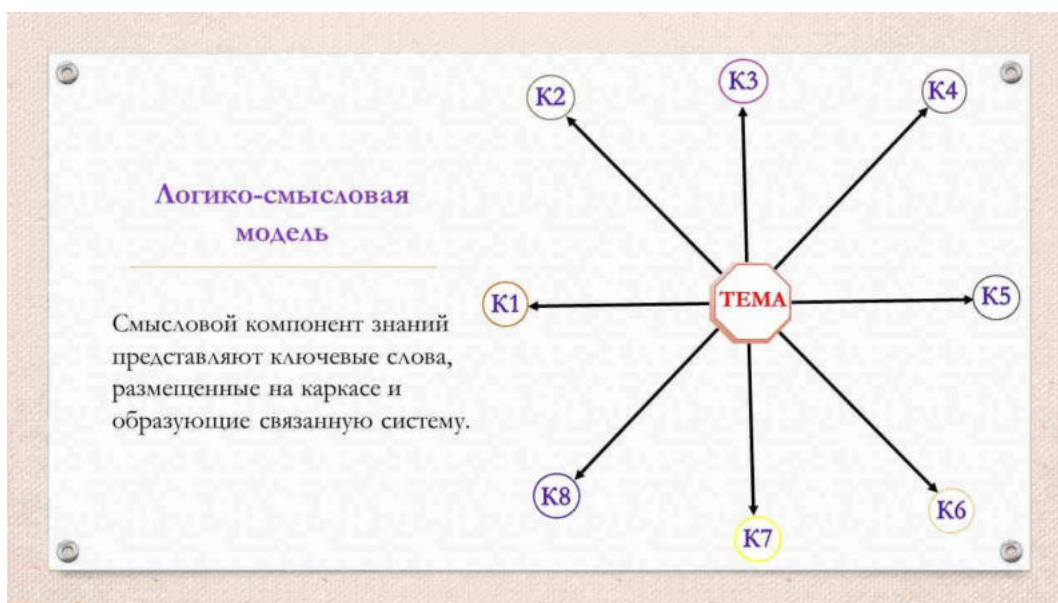 Логико-смысловая
модель
Смысловой компонент знаний
представляют ключевые слова,
размещенные на каркасе и
образующие связанную систему.
К1
К2
К3
К4
К5
К6
К7
К8
ТЕМА